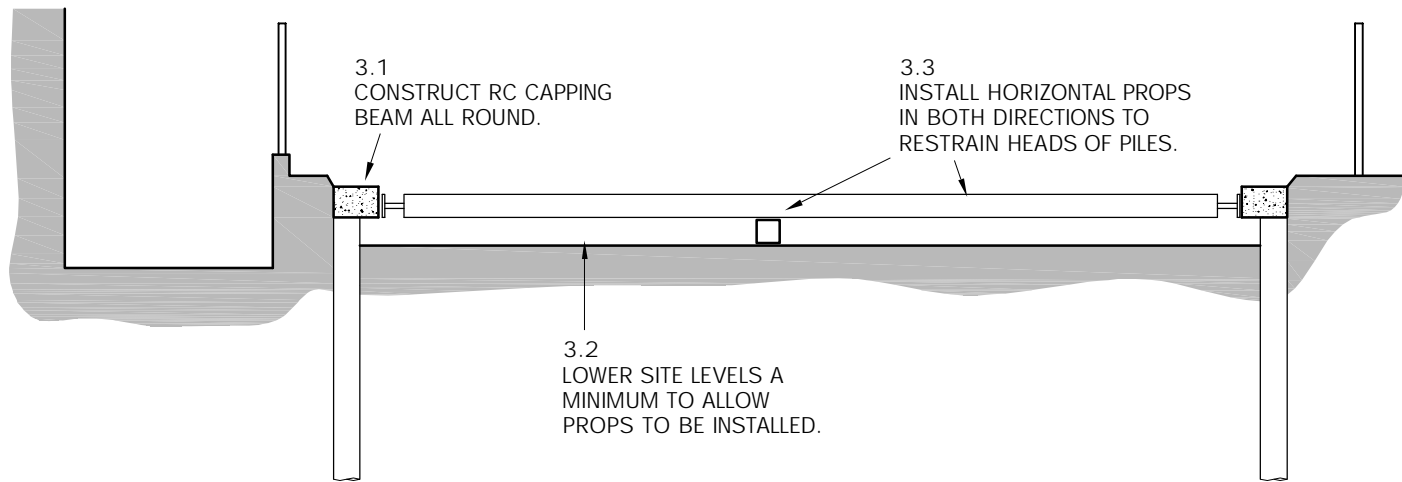 3.1
CONSTRUCT RC CAPPING
BEAM ALL ROUND.
3.3
INSTALL HORIZONTAL PROPS
IN BOTH DIRECTIONS TO
RESTRAIN HEADS OF PILES.
3.2
LOWER SITE LEVELS A
MINIMUM TO ALLOW
PROPS TO BE INSTALLED.